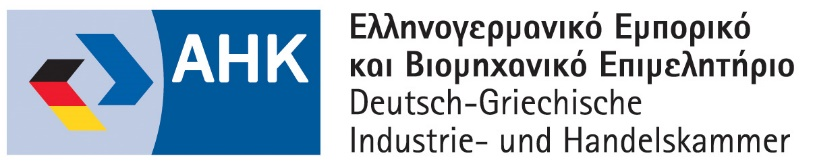 AHK
Ελληνογερμανικό Εμπορικό
και Βιομηχανικό Επιμελητήριο
Deutsch-Griechische
Industrie- und Handelskammer